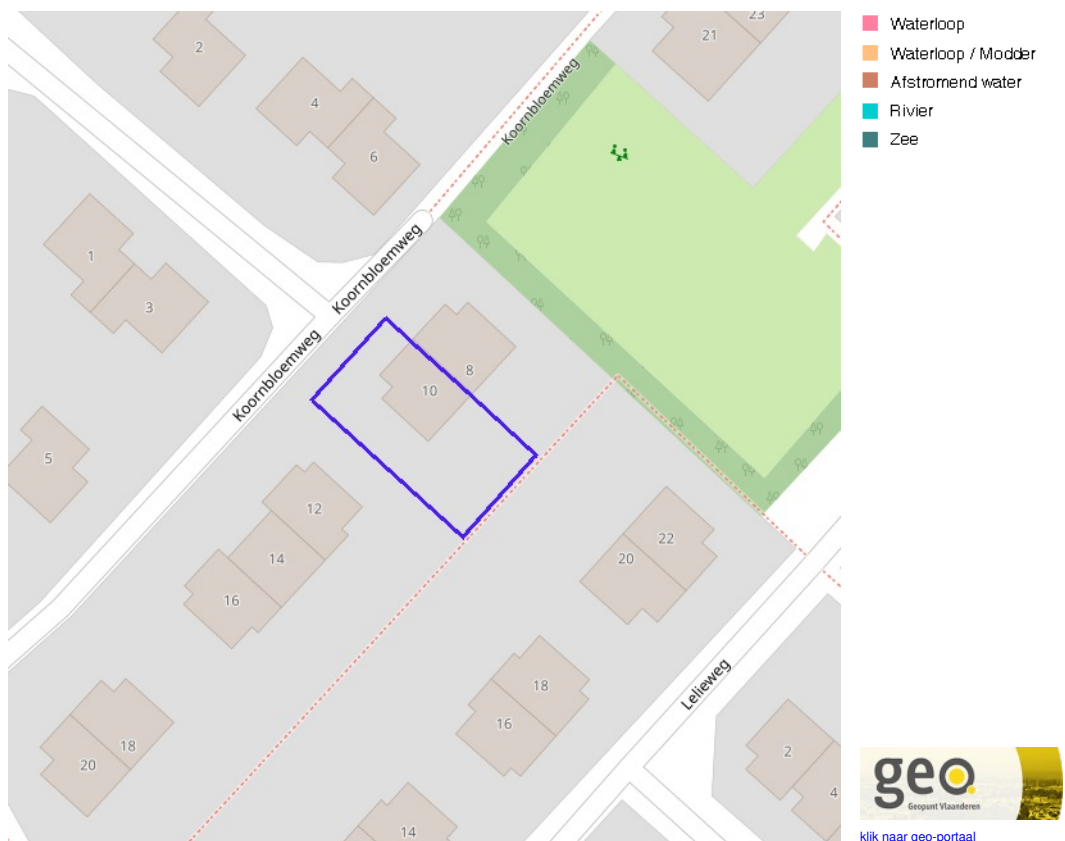 23
21
2
4
6
Koornbloemweg
Koornbloemweg
Koornbloemweg
1
3
5
8
10
12
14
16
18
20
22
20
18
16
Lelieweg
2
4
14
Waterloop
Waterloop / Modder
Afstromend water
Rivier
Zee
geo.
Geopunt Vlaanderen
klik naar geo-portaal